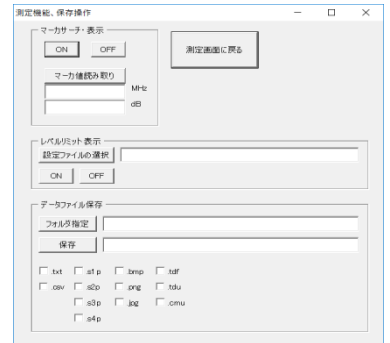 測定機能、保存操作
マーカサーチ・表示
ON OFF
測定画面に戻る
マーカ値読み取り
MHz
dB
レベルリミット表示
設定ファイルの選択
ON OFF
データファイル保存
フォルダ指定
保存
.txt .s1p .bmp .tdf
.csv .s2p .png .tdu
.s3p .jpg .cmu
.s4p